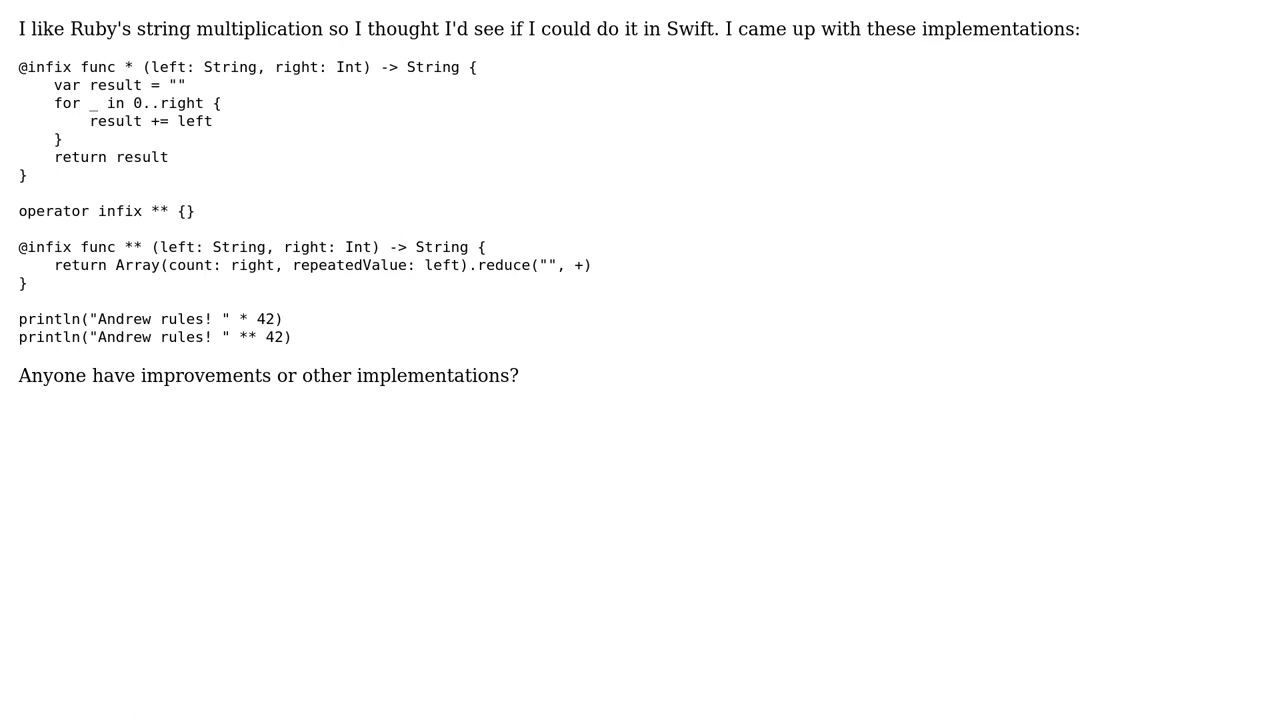 I like Ruby's string multiplication so I thought I'd see if I could do it in Swift. I came up with these implementations:
@infix func * (left: String, right: Int) -> String {
    var result = ""
    for _ in 0..right {
        result += left
    }
    return result
}
operator infix ** {}
@infix func ** (left: String, right: Int) -> String {
    return Array(count: right, repeatedValue: left).reduce("", +)
}
println("Andrew rules! " * 42)
println("Andrew rules! " ** 42)
Anyone have improvements or other implementations?